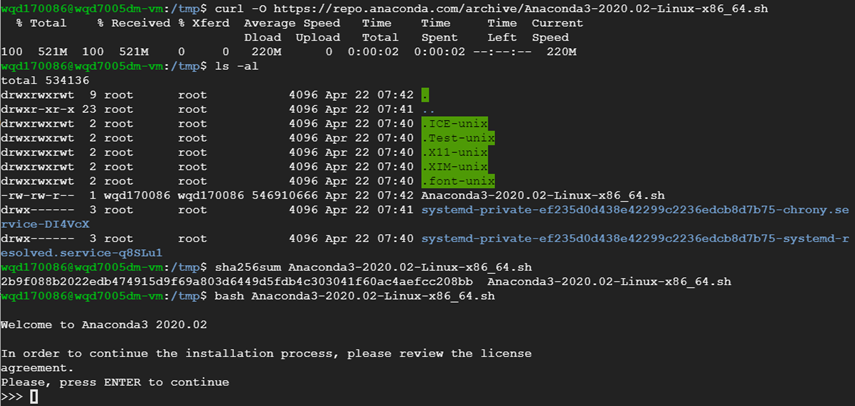 wqd170086@wqd7005dm-vm:/tmp$ curl -O https://repo.anaconda.com/archive/Anaconda3-2020.02-Linux-x86_64.sh
  % Total    % Received % Xferd  Average Speed   Time    Time     Time  Current
                                 Dload  Upload   Total   Spent    Left  Speed
100  521M  100  521M    0     0   220M      0  0:00:02  0:00:02 --:--:--  220M
wqd170086@wqd7005dm-vm:/tmp$ ls -al
total 534136
drwxrwxrwt  9 root      root           4096 Apr 22 07:42 .
drwxr-xr-x 23 root      root           4096 Apr 22 07:41 ..
drwxrwxrwt  2 root      root           4096 Apr 22 07:40 .ICE-unix
drwxrwxrwt  2 root      root           4096 Apr 22 07:40 .Test-unix
drwxrwxrwt  2 root      root           4096 Apr 22 07:40 .X11-unix
drwxrwxrwt  2 root      root           4096 Apr 22 07:40 .XIM-unix
drwxrwxrwt  2 root      root           4096 Apr 22 07:40 .font-unix
-rw-rw-r--  1 wqd170086 wqd170086 546910666 Apr 22 07:42 Anaconda3-2020.02-Linux-x86_64.sh
drwx------  3 root      root           4096 Apr 22 07:41 systemd-private-ef235d0d438e42299c2236edcb8d7b75-chrony.se
rvice-DI4VcX
drwx------  3 root      root           4096 Apr 22 07:40 systemd-private-ef235d0d438e42299c2236edcb8d7b75-systemd-r
esolved.service-q8SLu1
wqd170086@wqd7005dm-vm:/tmp$ sha256sum Anaconda3-2020.02-Linux-x86_64.sh
2b9f088b2022edb474915d9f69a803d6449d5fdb4c303041f60ac4aefcc208bb  Anaconda3-2020.02-Linux-x86_64.sh
wqd170086@wqd7005dm-vm:/tmp$ bash Anaconda3-2020.02-Linux-x86_64.sh
Welcome to Anaconda3 2020.02
In order to continue the installation process, please review the license
agreement.
Please, press ENTER to continue
>>>